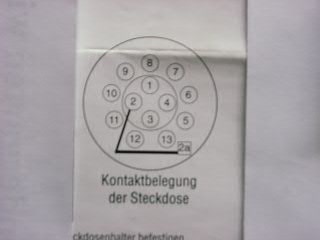 8
9 7
1
10 6
2 4
3
11 5
12 13
2a
Kontaktbelegung
der Steckdose
ckdosenhalter befestigen